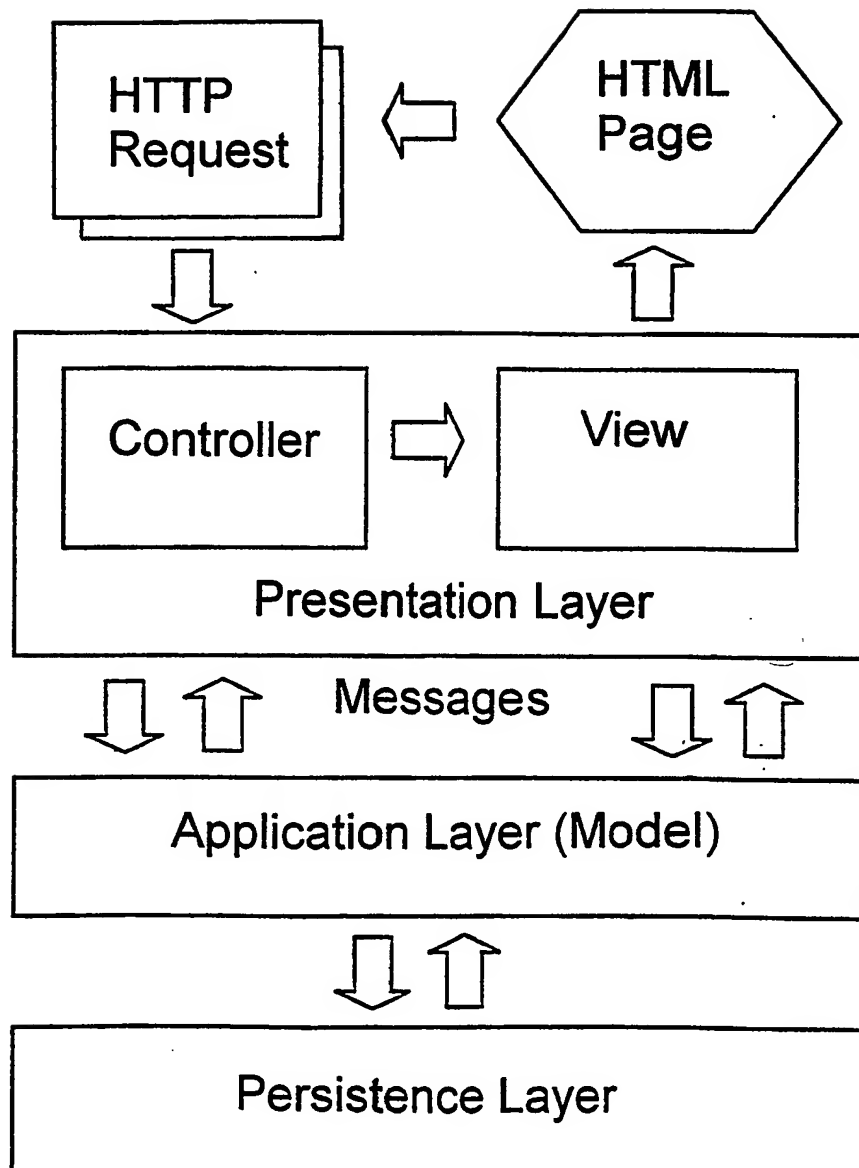 HTTP
Request
HTML
Page
Controller
View
Presentation Layer
Messages
Application Layer (Model)
Persistence Layer